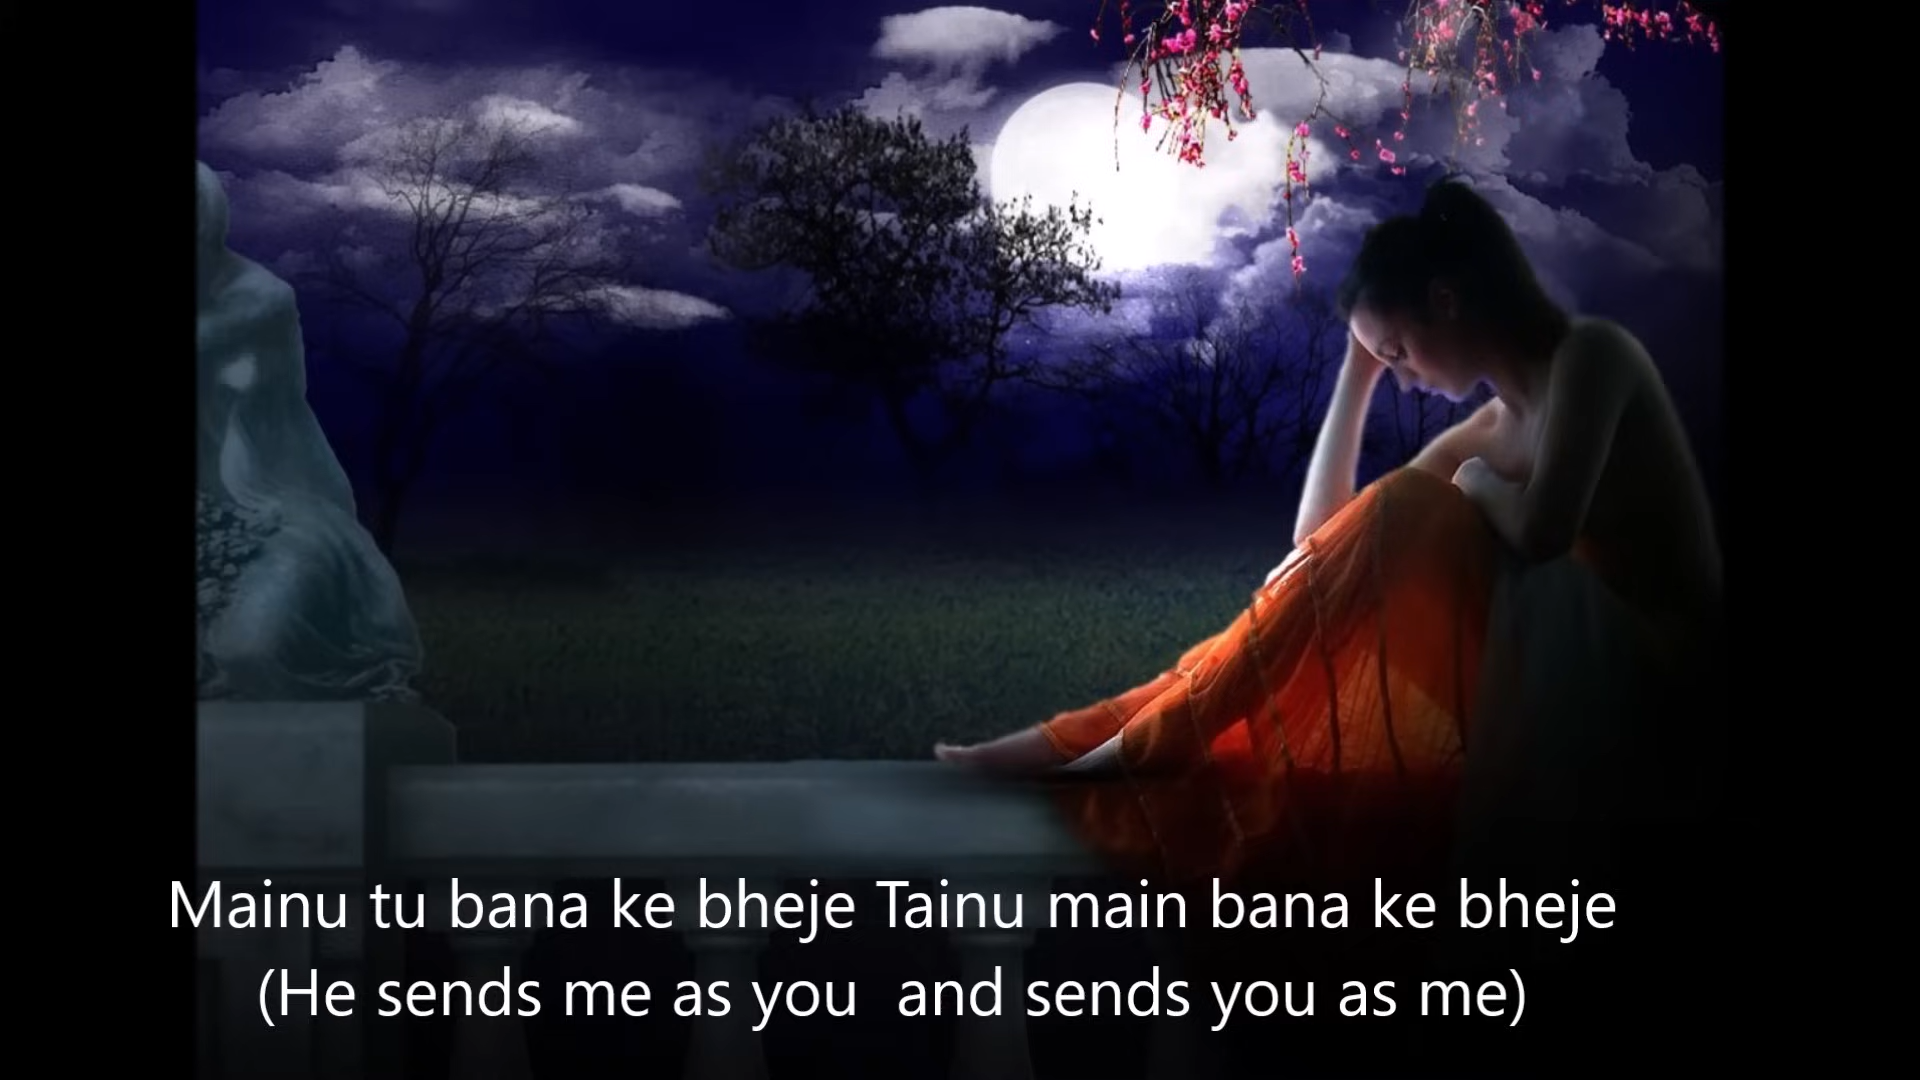 Mainu tu bana ke bheje Tainu main bana ke bheje
(He sends me as you  and sends you as me)